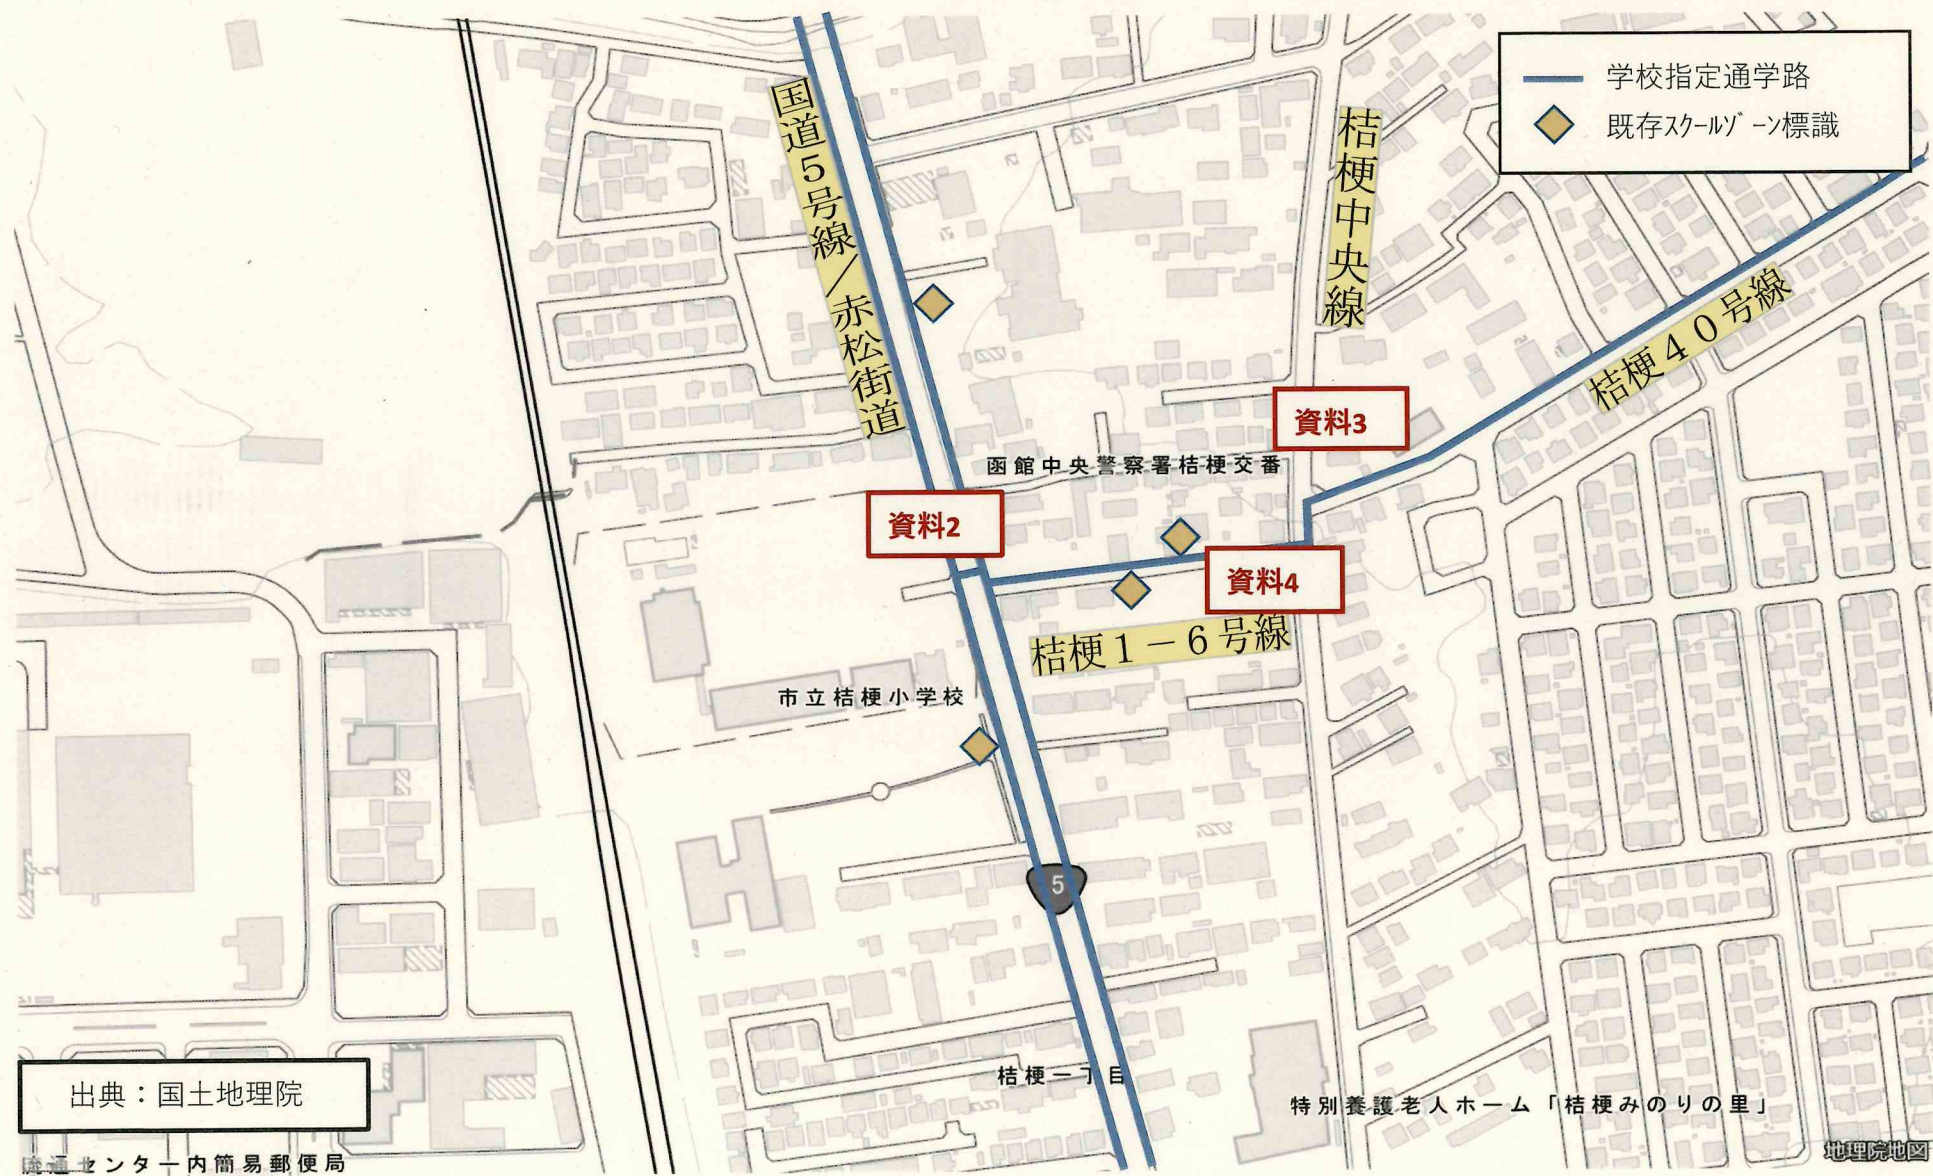 学校指定通学路
既存ｽｸｰﾙｿﾞｰﾝ標識
国道５号線／赤松街道
桔梗中央線
桔梗４０号線
資料3
函館中央警察署桔梗交番
資料2
資料4
桔梗１－６号線
市立桔梗小学校
5
桔梗一丁目
出典：国土地理院
特別養護老人ホーム「桔梗みのりの里」
流通センター内簡易郵便局
地理院地図